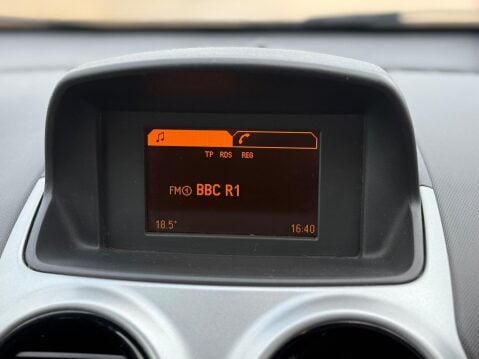 TP RDS REG
FM① BBC R1
18.5° 16:40